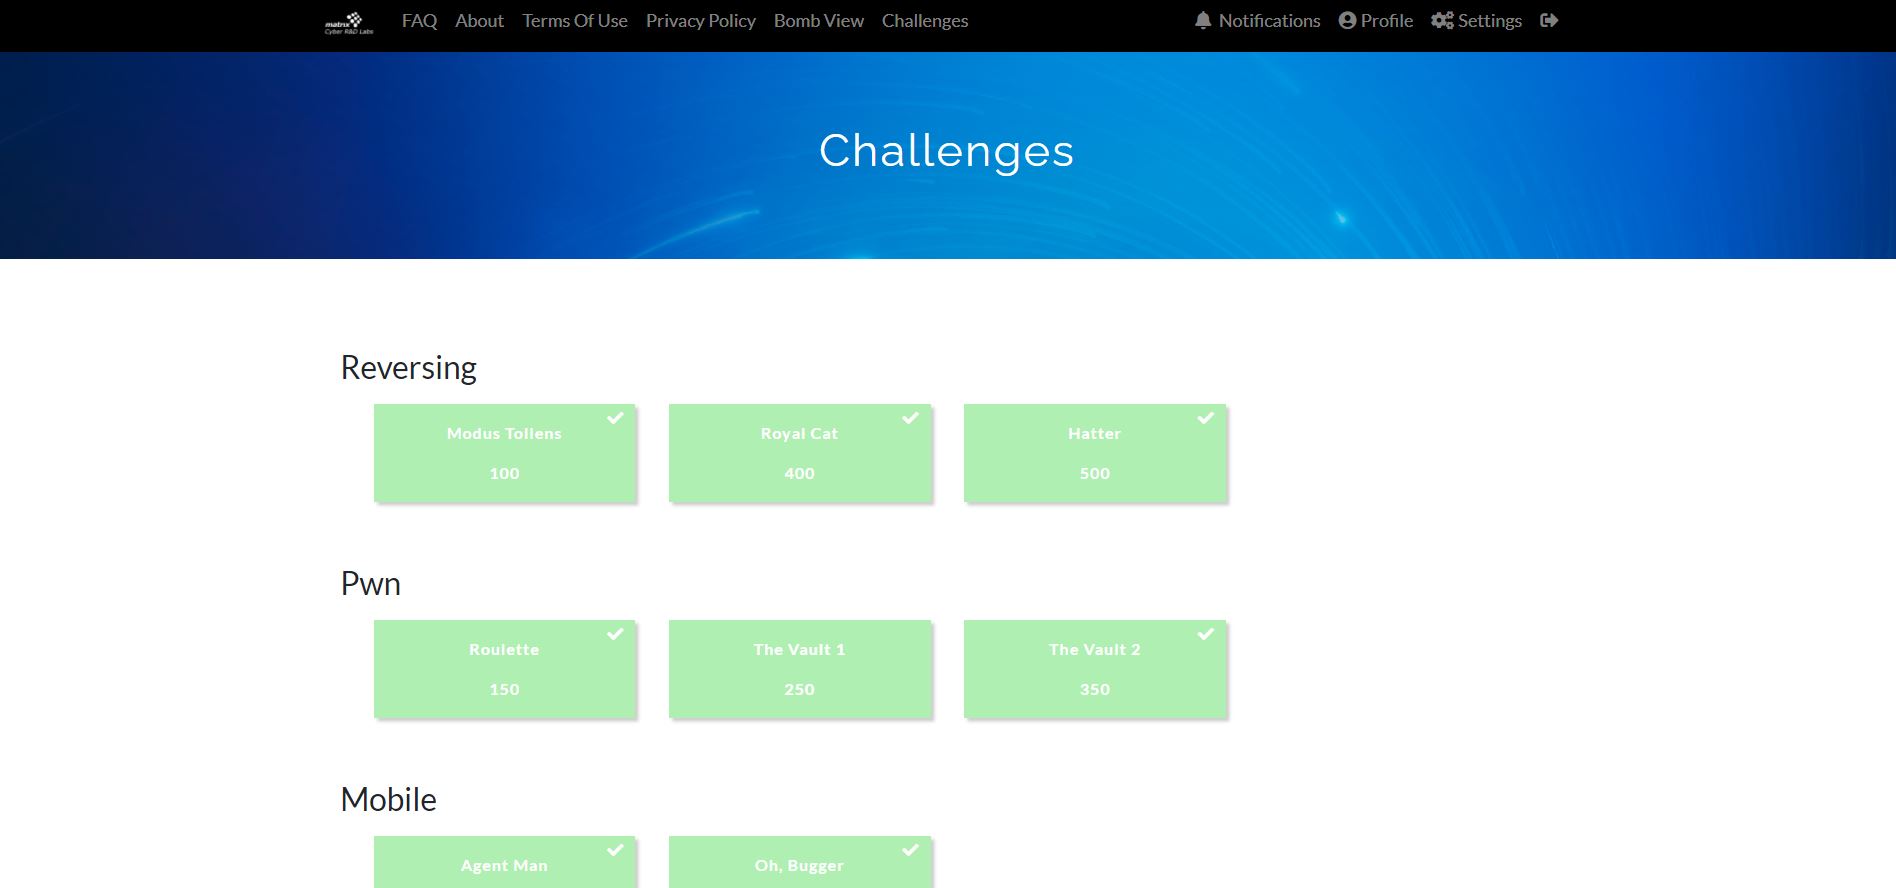 matrix
Cyber R&D Labs
FAQ About Terms Of Use Privacy Policy Bomb View Challenges Notifications Profile Settings
Challenges
Reversing
Modus Tollens Royal Cat Hatter
100 400 500
Pwn
Roulette The Vault 1 The Vault 2
150 250 350
Mobile
Agent Man Oh, Bugger